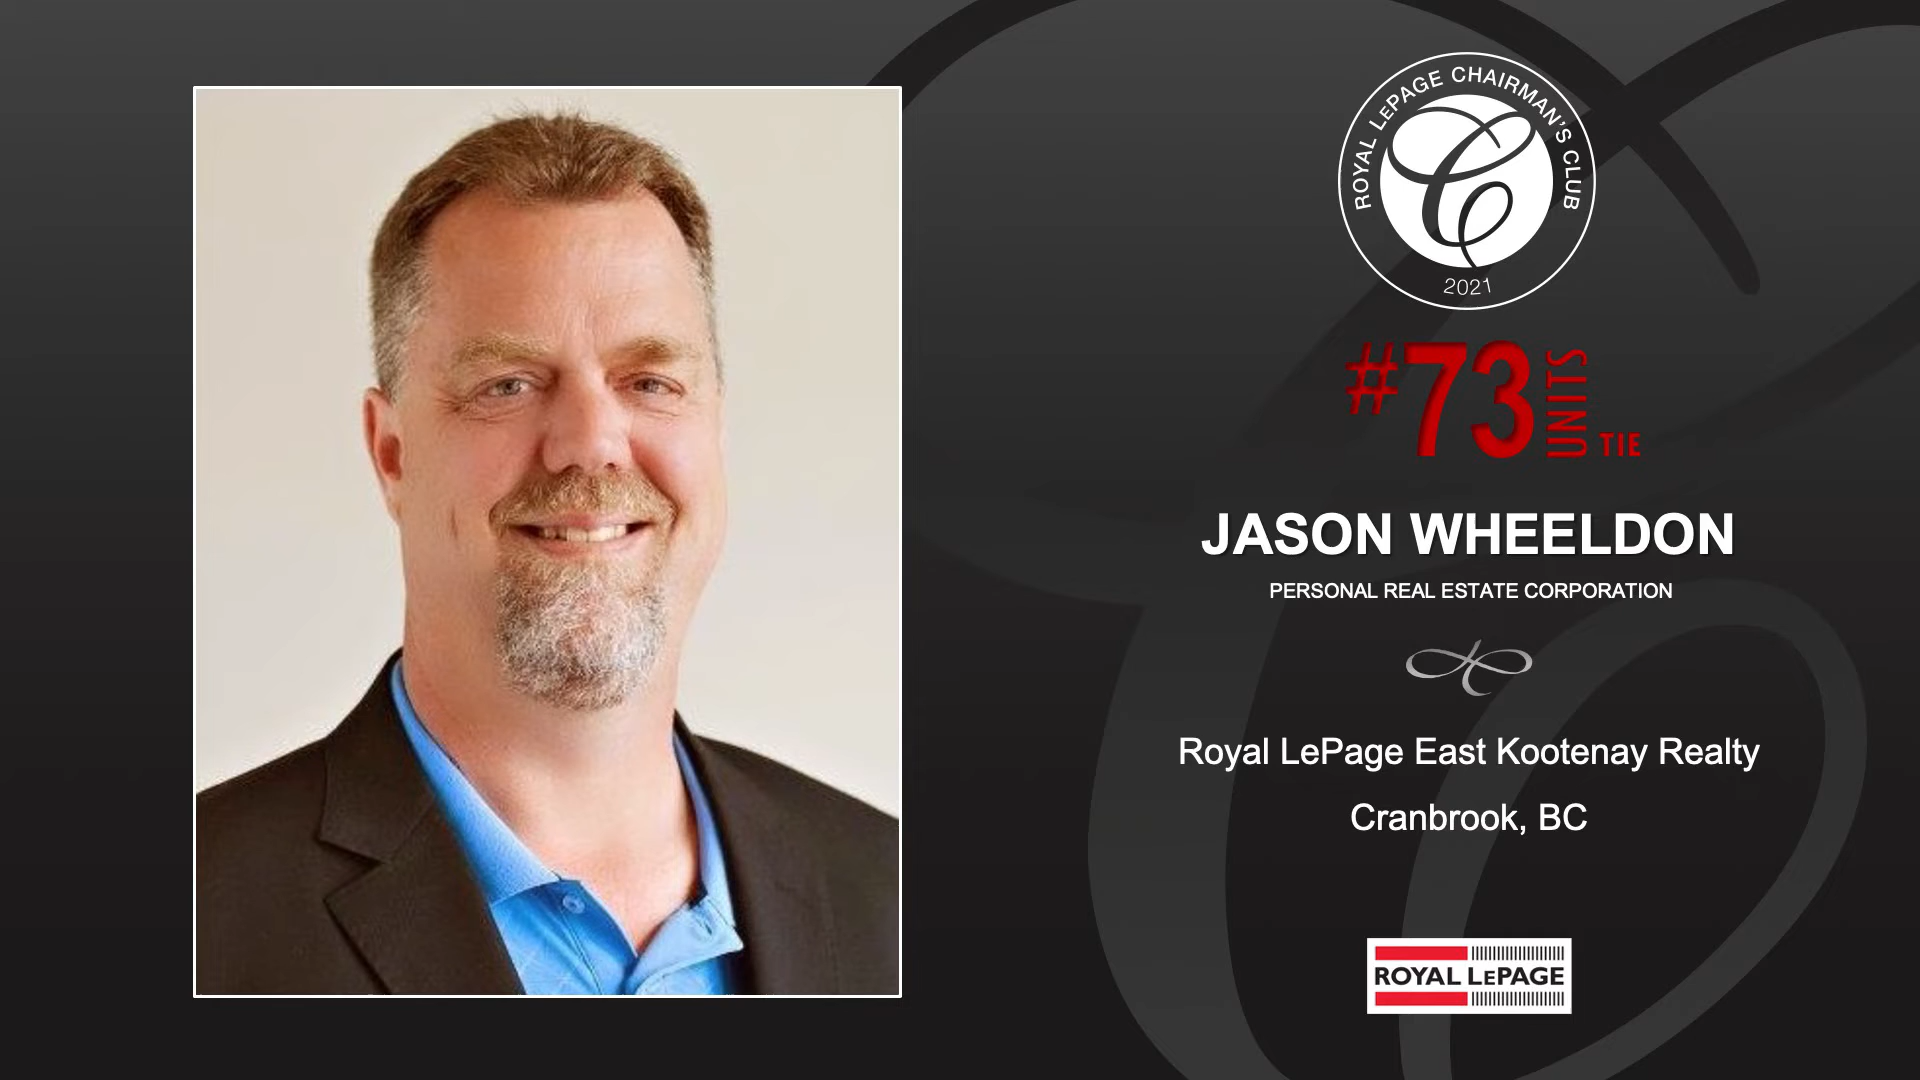 ROYAL LEPAGE CHAIRMAN'S CLUB
2021
#73 UNITS TIE
JASON WHEELDON
PERSONAL REAL ESTATE CORPORATION
Royal LePage East Kootenay Realty
Cranbrook, BC
ROYAL LEPAGE